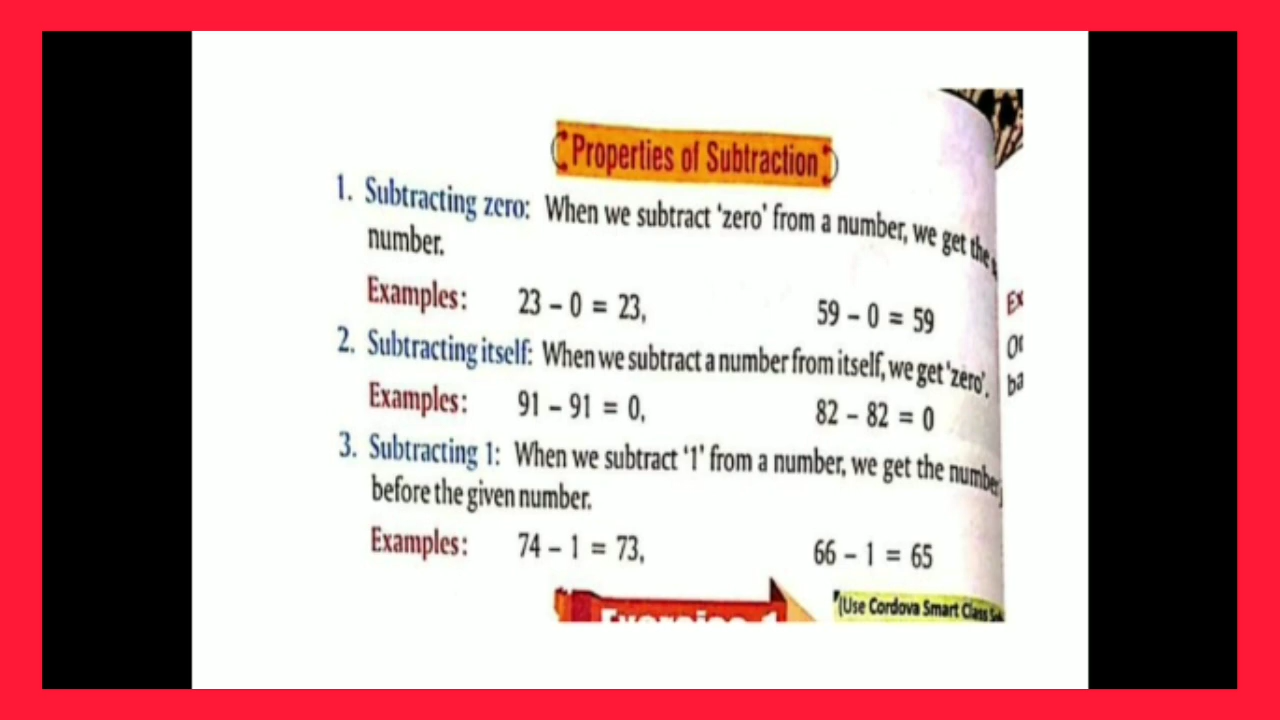 Properties of Subtraction
1. Subtracting zero: When we subtract 'zero' from a number, we get the
number.
Examples: 23 – 0 = 23, 59 – 0 = 59
2. Subtracting itself: When we subtract a number from itself, we get 'zero'.
Examples: 91 – 91 = 0, 82 – 82 = 0
3. Subtracting 1: When we subtract '1' from a number, we get the number
before the given number.
Examples: 74 – 1 = 73, 66 – 1 = 65
(Use Cordova Smart Class